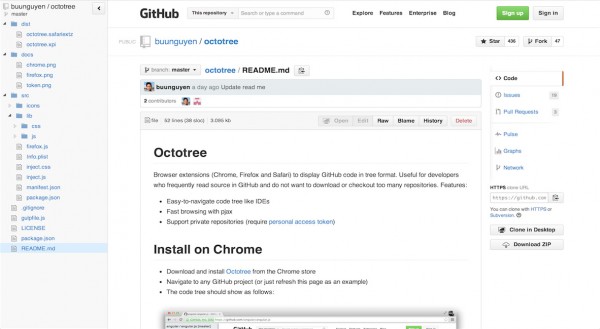 buunguyen / octotree
master
dist
octotree.safariextz
octotree.xpi
docs
chrome.png
firefox.png
token.png
src
icons
lib
css
js
firefox.js
info.plist
inject.css
inject.js
manifest.json
package.json
.gitignore
gulpfile.js
LICENSE
package.json
README.md
GitHub
This repository
Search or type a command
Explore
Features
Enterprise
Blog
Sign up
Sign in
PUBLIC
buunguyen / octotree
Star
436
Fork
47
branch: master
octotree / README.md
buunguyen a day ago Update read me
2 contributors
file
52 lines (38 sloc)
3.095 kb
Open
Edit
Raw
Blame
History
Delete
Octotree
Browser extensions (Chrome, Firefox and Safari) to display GitHub code in tree format. Useful for developers
who frequently read source in GitHub and do not want to download or checkout too many repositories. Features:
Easy-to-navigate code tree like IDEs
Fast browsing with pjax
Support private repositories (require personal access token)
Install on Chrome
Download and install Octotree from the Chrome store
Navigate to any GitHub project (or just refresh this page as an example)
The code tree should show as follows:
Code
Issues
Pull Requests
Pulse
Graphs
Network
HTTPS clone URL
https://github.com
You can clone with HTTPS or
Subversion
Clone in Desktop
Download ZIP